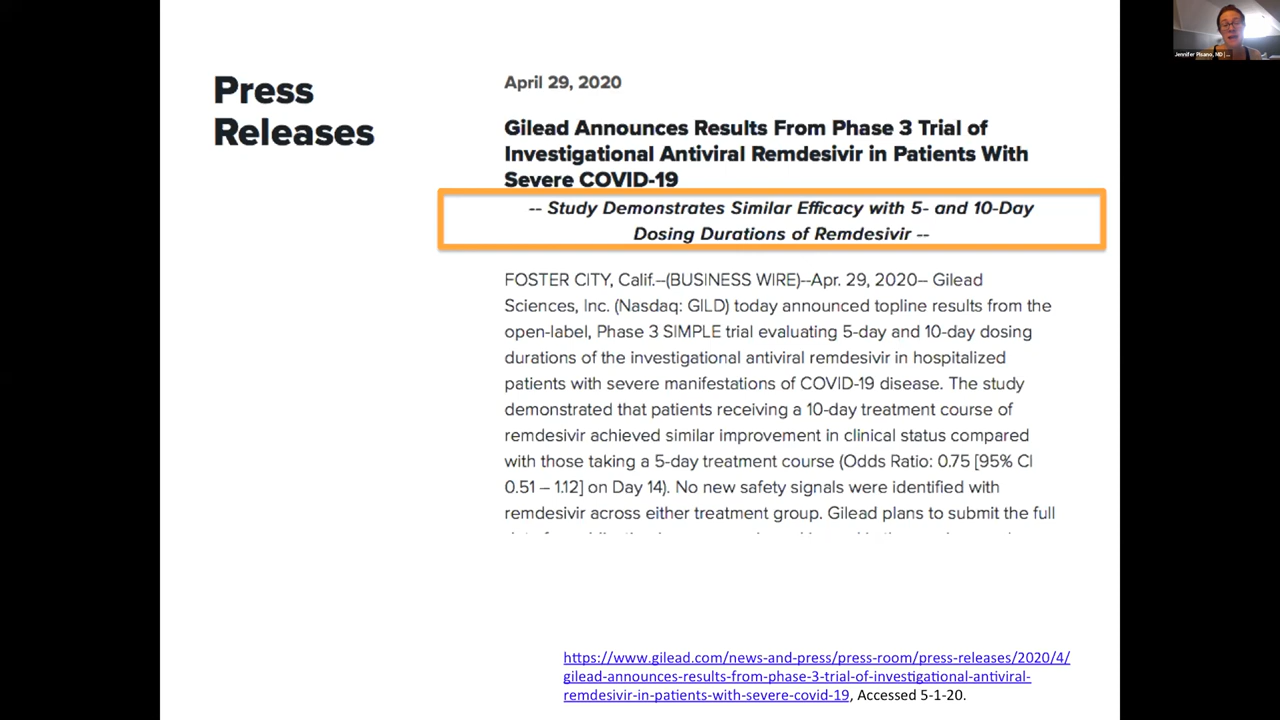 Press
Releases
April 29, 2020
Gilead Announces Results From Phase 3 Trial of
Investigational Antiviral Remdesivir in Patients With
Severe COVID-19
-- Study Demonstrates Similar Efficacy with 5- and 10-Day
Dosing Durations of Remdesivir --
FOSTER CITY, Calif.--(BUSINESS WIRE)--Apr. 29, 2020-- Gilead
Sciences, Inc. (Nasdaq: GILD) today announced topline results from the
open-label, Phase 3 SIMPLE trial evaluating 5-day and 10-day dosing
durations of the investigational antiviral remdesivir in hospitalized
patients with severe manifestations of COVID-19 disease. The study
demonstrated that patients receiving a 10-day treatment course of
remdesivir achieved similar improvement in clinical status compared
with those taking a 5-day treatment course (Odds Ratio: 0.75 [95% CI
0.51 – 1.12] on Day 14). No new safety signals were identified with
remdesivir across either treatment group. Gilead plans to submit the full
https://www.gilead.com/news-and-press/press-room/press-releases/2020/4/
gilead-announces-results-from-phase-3-trial-of-investigational-antiviral-
remdesivir-in-patients-with-severe-covid-19, Accessed 5-1-20.
Jennifer Pisano, MD |